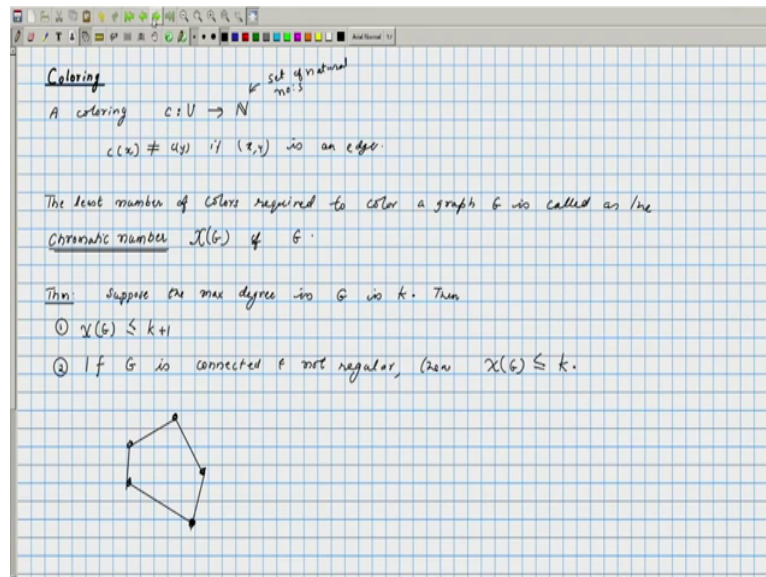 Coloring
set of natural
no:s
A coloring c : V → ℕ
c(x) ≠ c(y) if (x,y) is an edge.
The least number of colors required to color a graph G is called as the
Chromatic number χ(G) of G.
Thm: Suppose the max degree in G is k. Then
① χ(G) ≤ k+1
② If G is connected & not regular, then χ(G) ≤ k.